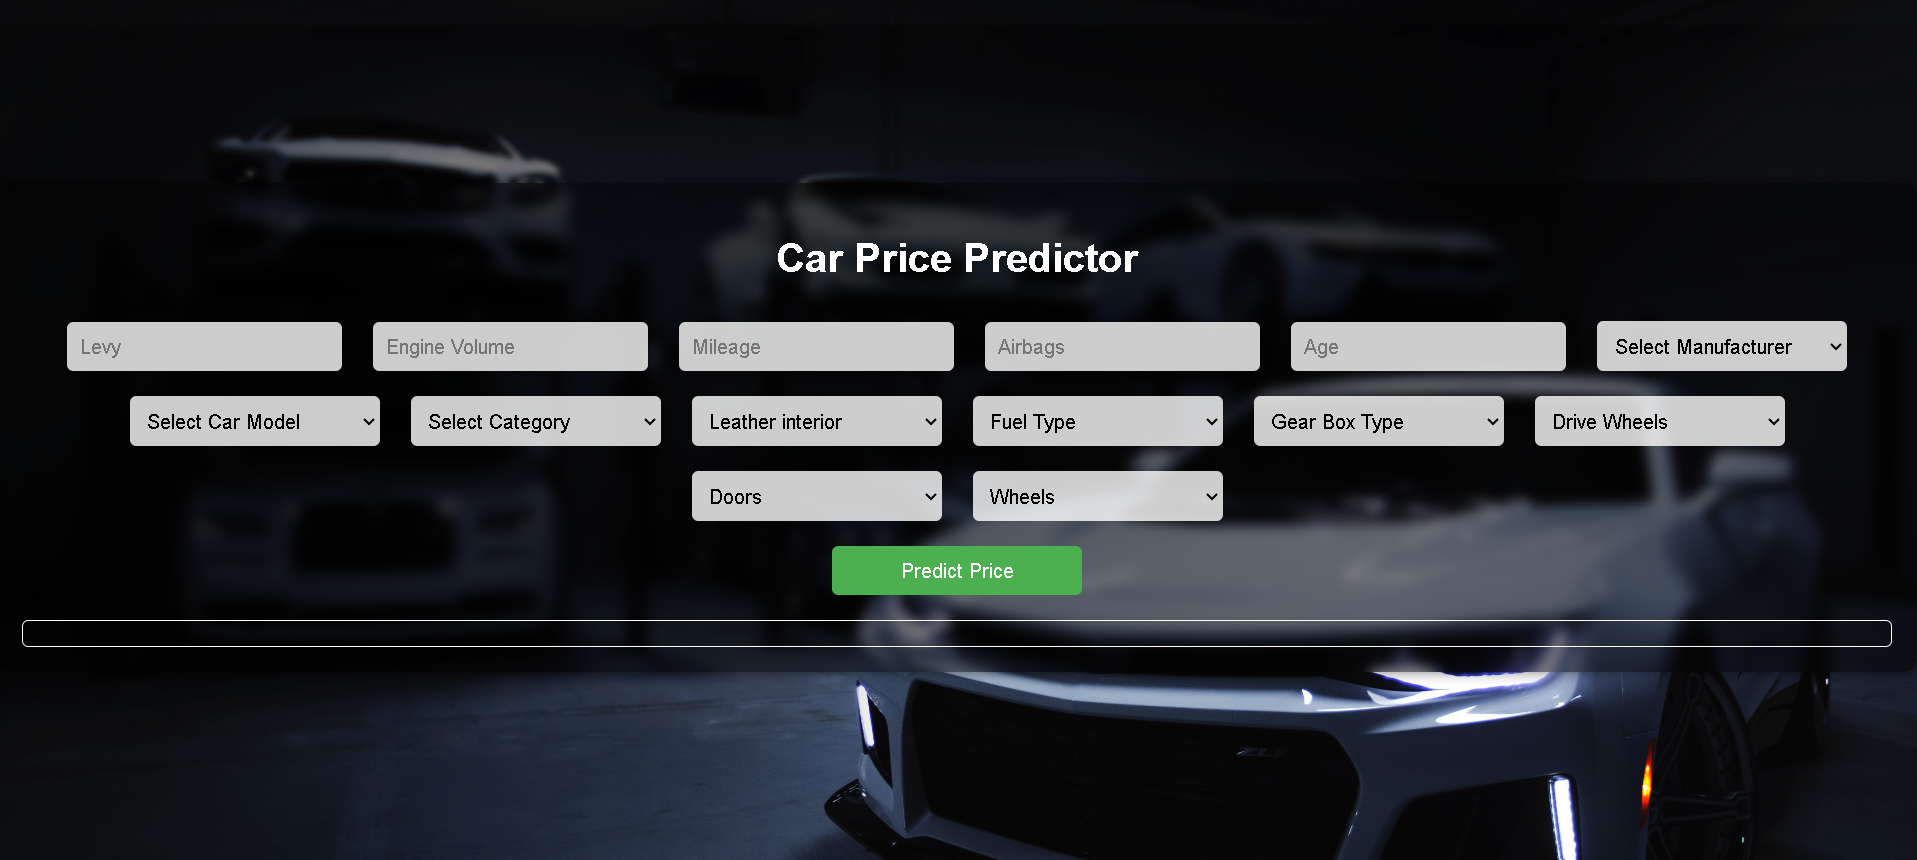 Car Price Predictor
Levy Engine Volume Mileage Airbags Age Select Manufacturer
Select Car Model Select Category Leather interior Fuel Type Gear Box Type Drive Wheels
Doors Wheels
Predict Price
ZL1